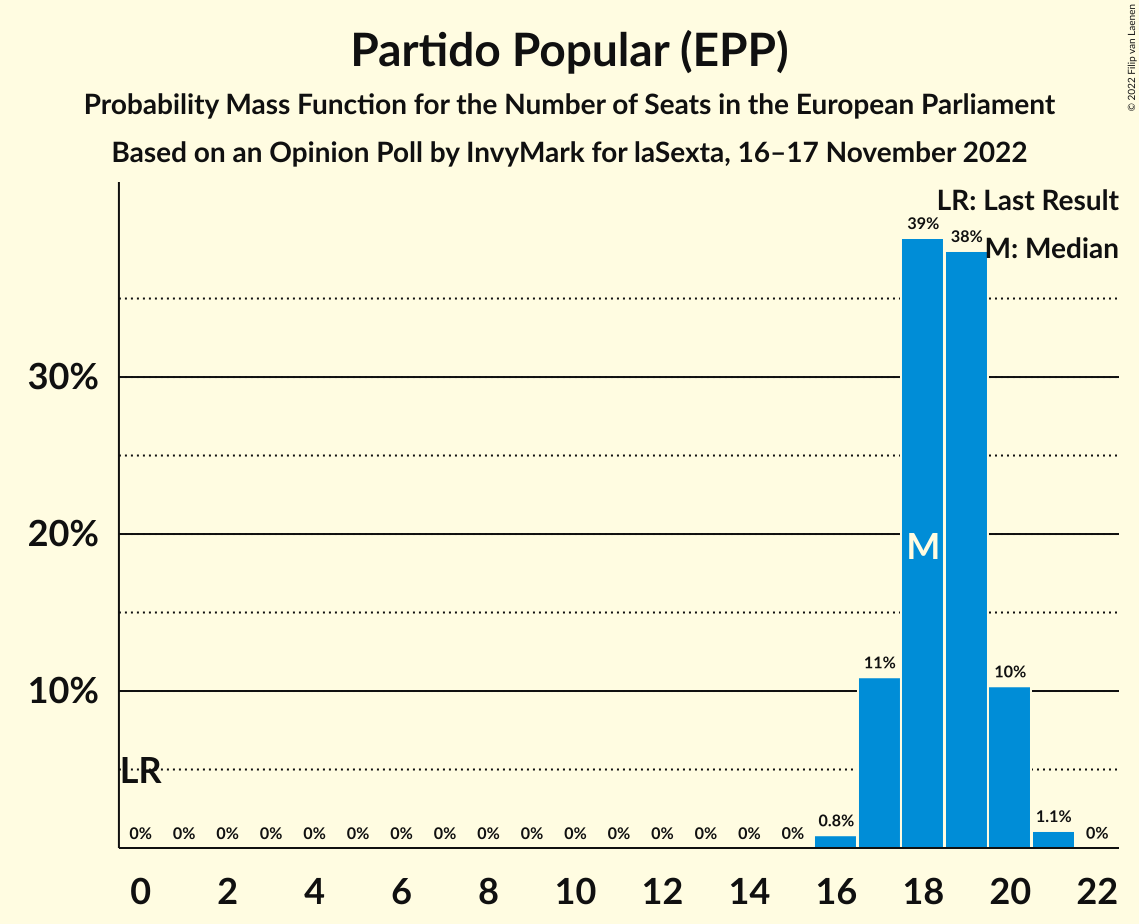 Partido Popular (EPP)
Probability Mass Function for the Number of Seats in the European Parliament
Based on an Opinion Poll by InvyMark for laSexta, 16–17 November 2022
© 2022 Filip van Laenen
LR: Last Result
M: Median
39%
38%
30%
20%
M
11%
10%
10%
LR
0% 0% 0% 0% 0% 0% 0% 0% 0% 0% 0% 0% 0% 0% 0% 0% 0.8% 1.1% 0%
0 2 4 6 8 10 12 14 16 18 20 22